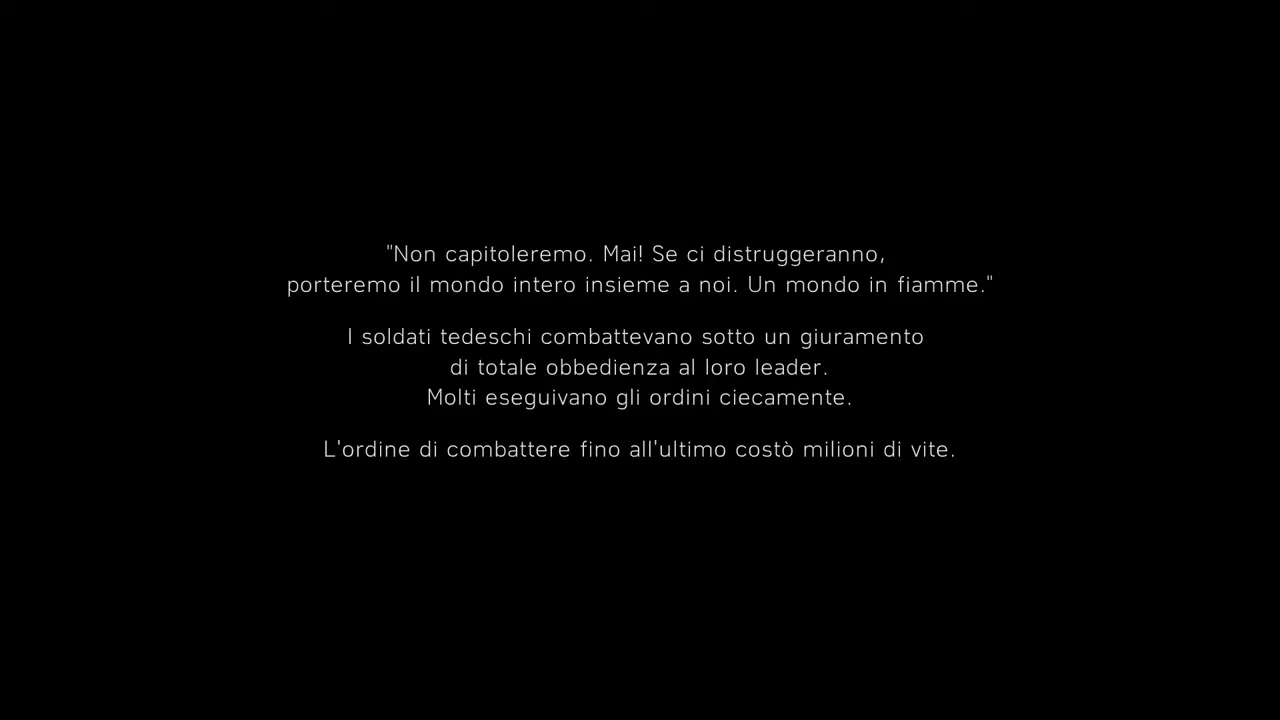 "Non capitoleremo. Mai! Se ci distruggeranno,
porteremo il mondo intero insieme a noi. Un mondo in fiamme."
I soldati tedeschi combattevano sotto un giuramento
di totale obbedienza al loro leader.
Molti eseguivano gli ordini ciecamente.
L'ordine di combattere fino all'ultimo costò milioni di vite.